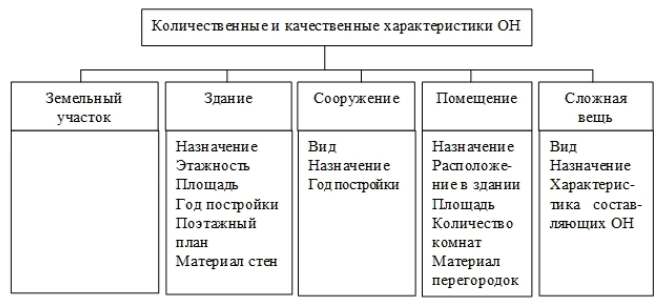 Количественные и качественные характеристики ОН
Земельный
участок
Здание
Назначение
Этажность
Площадь
Год постройки
Поэтажный
план
Материал стен
Сооружение
Вид
Назначение
Год постройки
Помещение
Назначение
Расположе-
ние в здании
Площадь
Количество
комнат
Материал
перегородок
Сложная
вещь
Вид
Назначение
Характерис-
тика состав-
ляющих ОН